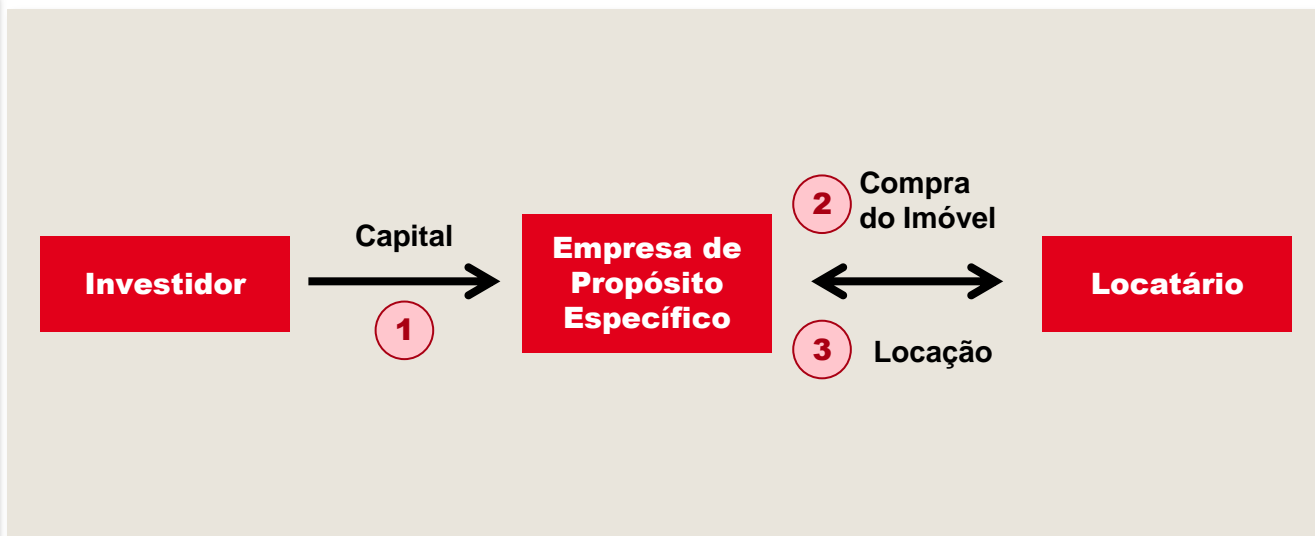 Investidor
Capital
1
Empresa de
Propósito
Específico
2
Compra
do Imóvel
3
Locação
Locatário